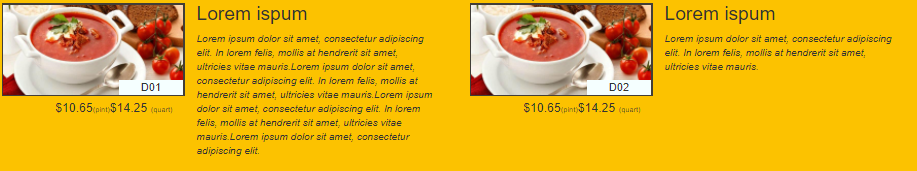 Lorem ispum
Lorem ipsum dolor sit amet, consectetur adipiscing
elit. In lorem felis, mollis at hendrerit sit amet,
ultricies vitae mauris.Lorem ipsum dolor sit amet,
consectetur adipiscing elit. In lorem felis, mollis at
hendrerit sit amet, ultricies vitae mauris.Lorem ipsum
dolor sit amet, consectetur adipiscing elit. In lorem
felis, mollis at hendrerit sit amet, ultricies vitae
mauris.Lorem ipsum dolor sit amet, consectetur
adipiscing elit.
D01
$10.65(pint)$14.25 (quart)
Lorem ispum
Lorem ipsum dolor sit amet, consectetur adipiscing
elit. In lorem felis, mollis at hendrerit sit amet,
ultricies vitae mauris.
D02
$10.65(pint)$14.25 (quart)